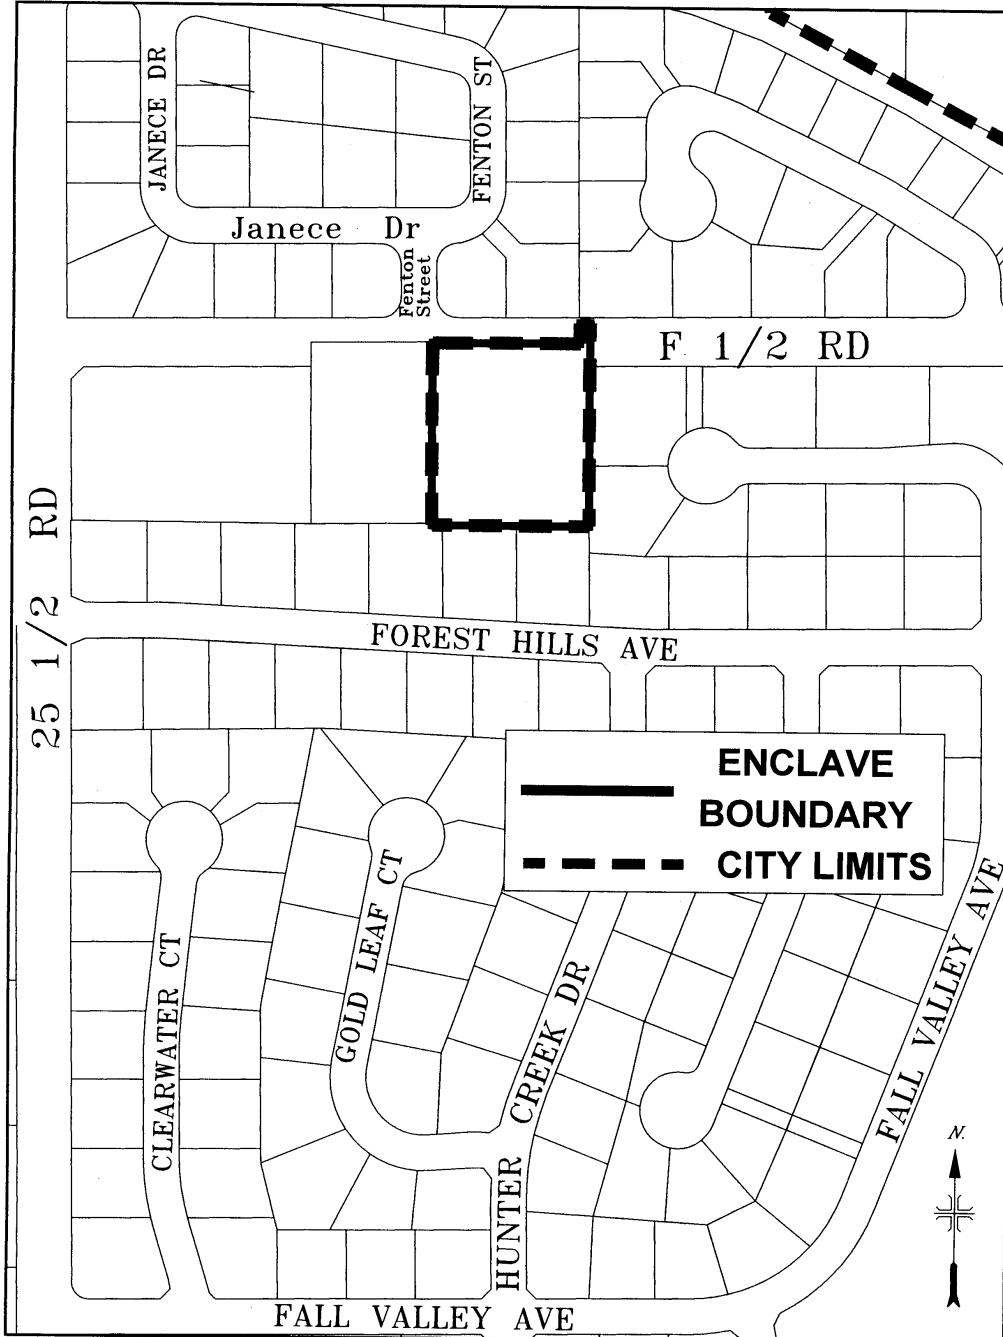 JANECE DR
FENTON ST
Janece Dr
Fenton
Street
F 1/2 RD
25 1/2 RD
FOREST HILLS AVE
ENCLAVE
BOUNDARY
CITY LIMITS
CLEARWATER CT
GOLD LEAF CT
HUNTER CREEK DR
FALL VALLEY AVE
N.
FALL VALLEY AVE